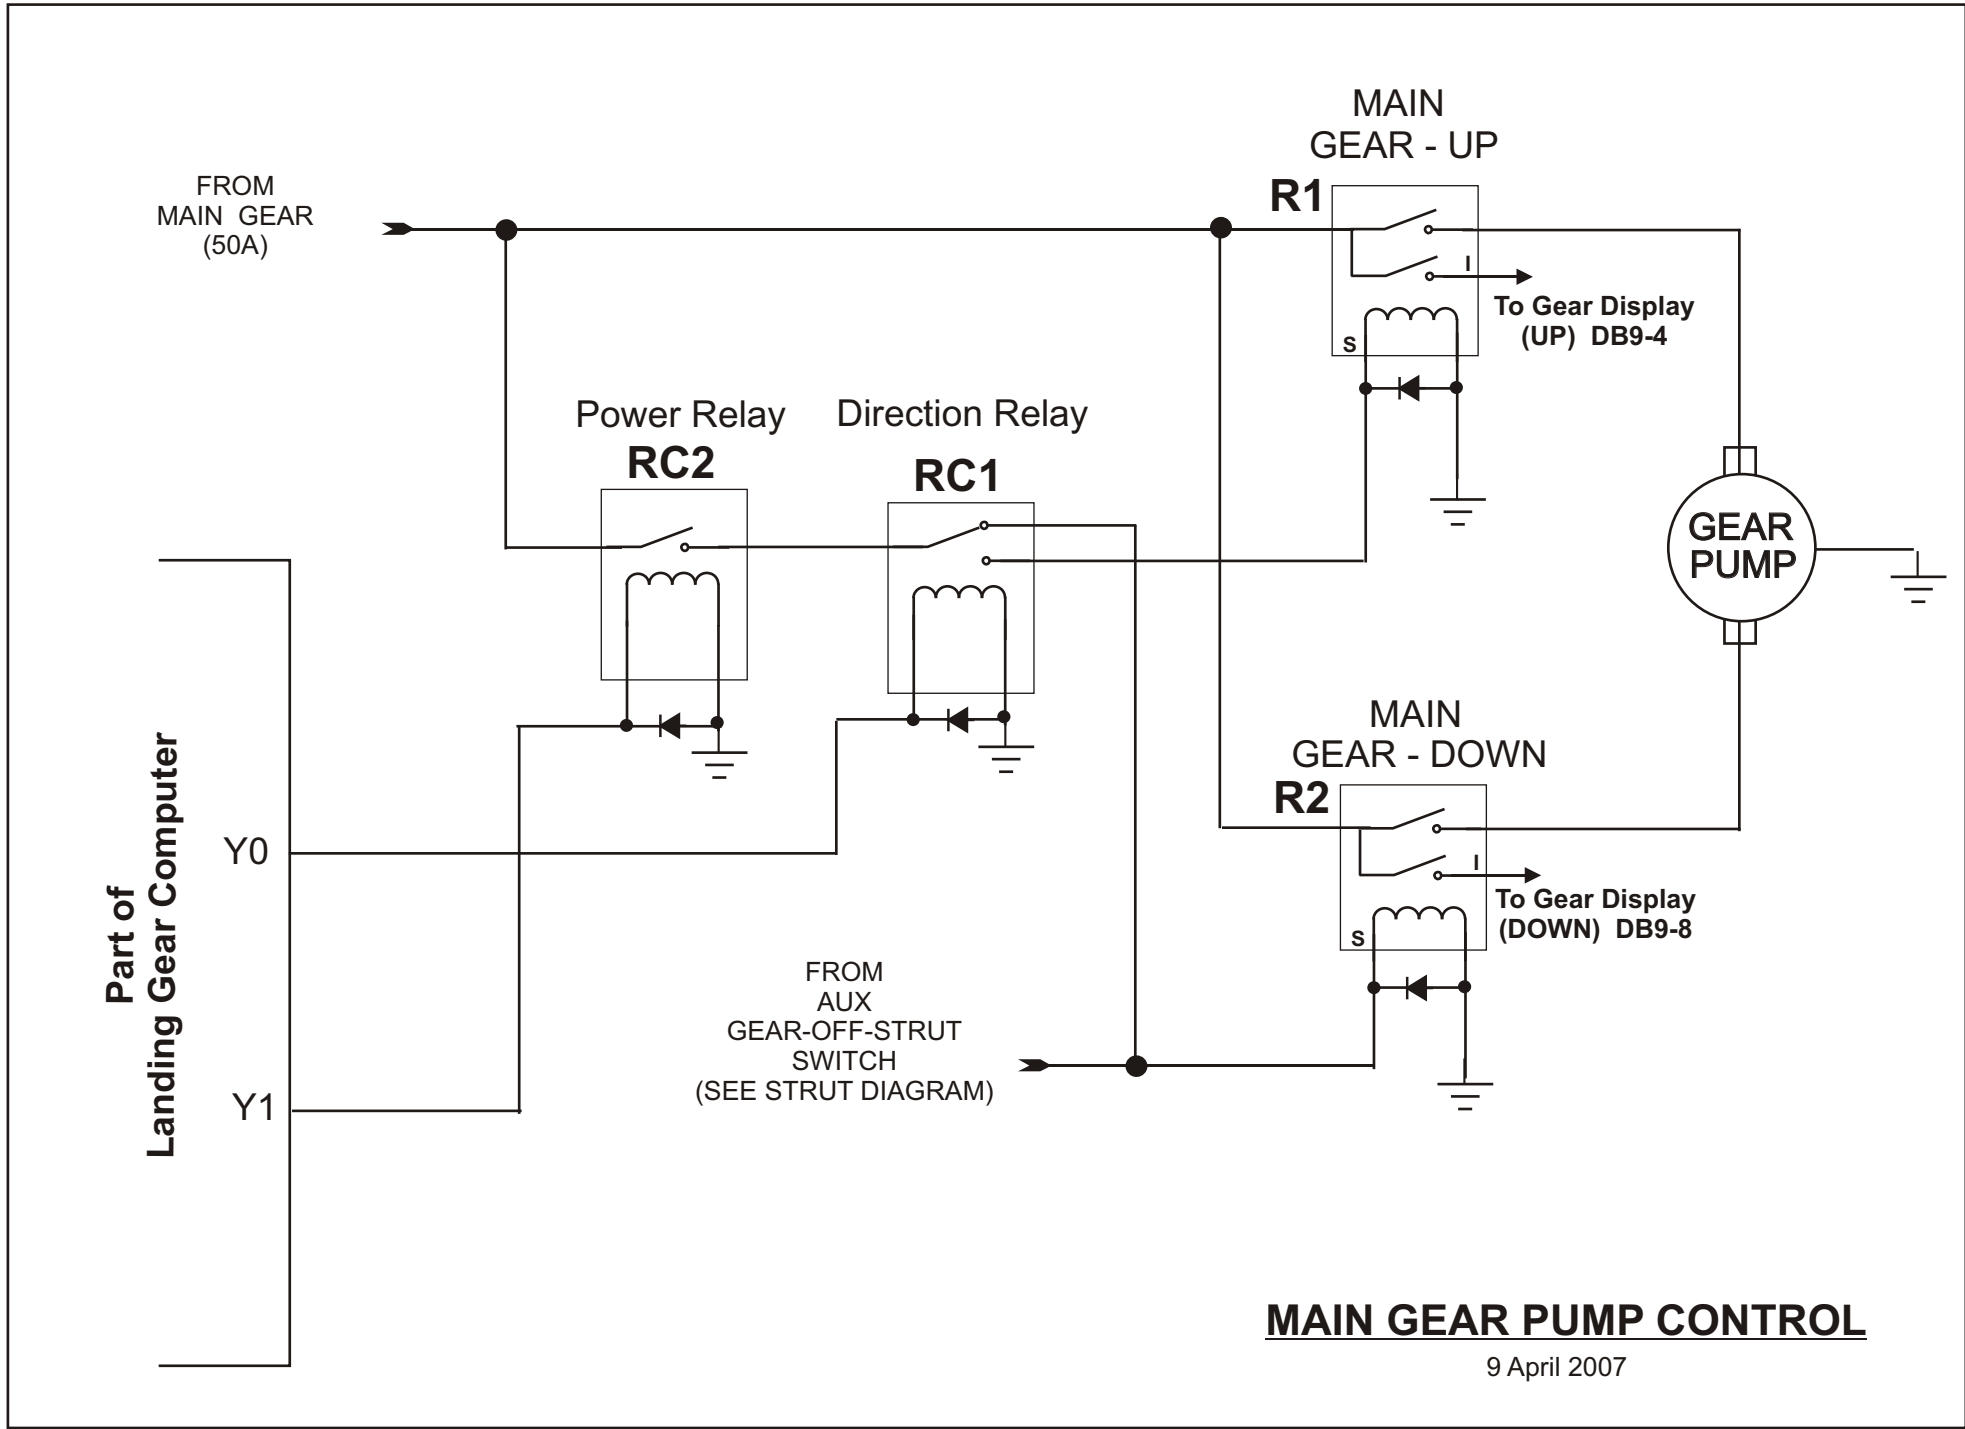 FROM
MAIN GEAR
(50A)
MAIN
GEAR - UP
R1
I
To Gear Display
(UP) DB9-4
S
Power Relay
RC2
Direction Relay
RC1
GEAR
PUMP
MAIN
GEAR - DOWN
R2
I
To Gear Display
(DOWN) DB9-8
S
Part of
Landing Gear Computer
Y0
Y1
FROM
AUX
GEAR-OFF-STRUT
SWITCH
(SEE STRUT DIAGRAM)
MAIN GEAR PUMP CONTROL
9 April 2007